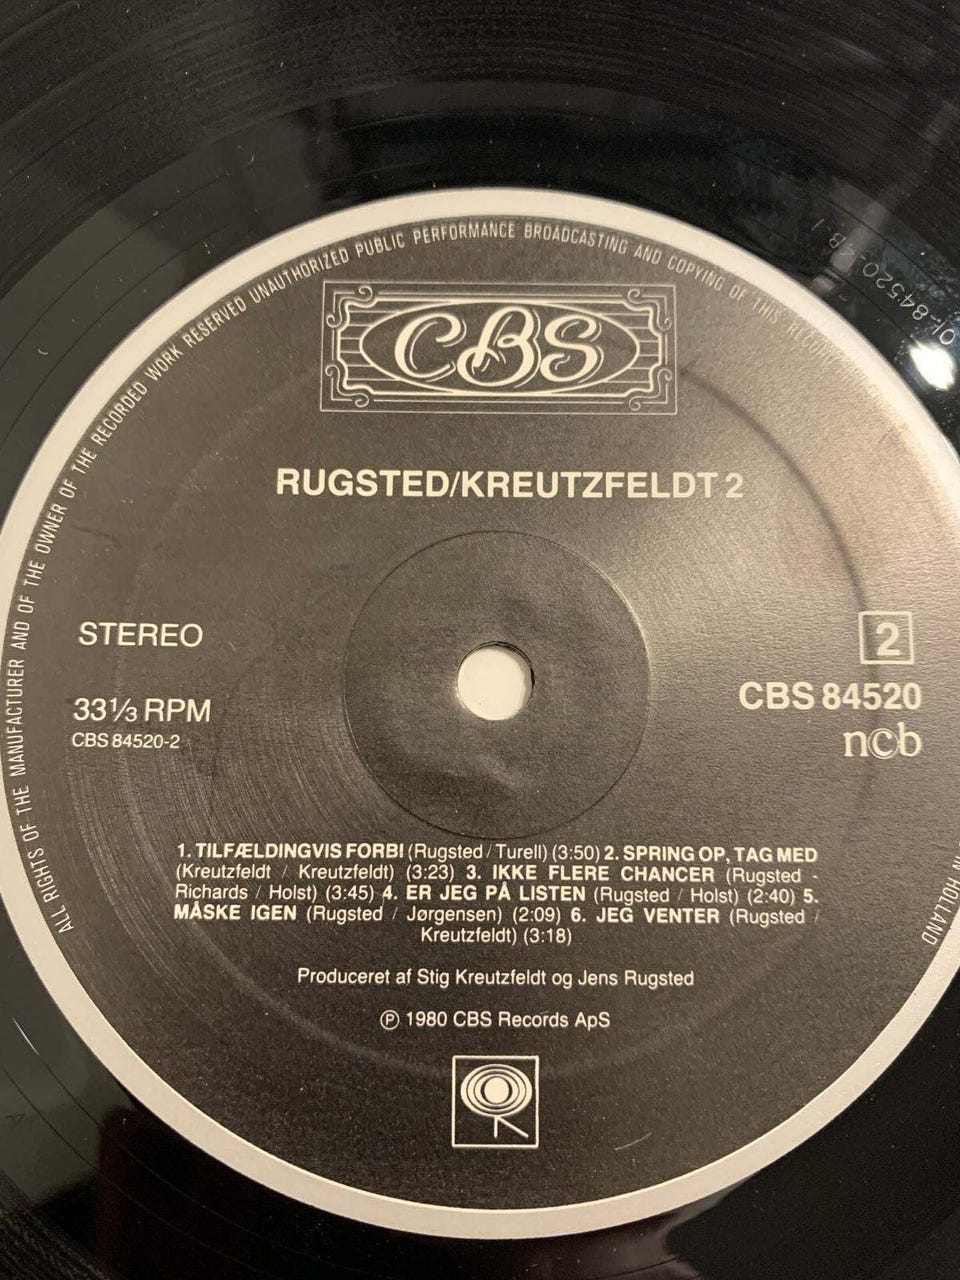 ALL RIGHTS OF THE MANUFACTURER AND OF THE OWNER OF THE RECORDED WORK RESERVED UNAUTHORIZED PUBLIC PERFORMANCE BROADCASTING AND COPYING OF THIS RECORD
IN HOLLAND
CBS
RUGSTED/KREUTZFELDT 2
STEREO
2
33⅓ RPM
CBS 84520
CBS 84520-2
ncb
1. TILFÆLDINGVIS FORBI (Rugsted / Turell) (3:50) 2. SPRING OP, TAG MED
(Kreutzfeldt / Kreutzfeldt) (3:23) 3. IKKE FLERE CHANCER (Rugsted -
Richards / Holst) (3:45) 4. ER JEG PÅ LISTEN (Rugsted / Holst) (2:40) 5.
MÅSKE IGEN (Rugsted / Jørgensen) (2:09) 6. JEG VENTER (Rugsted /
Kreutzfeldt) (3:18)
Produceret af Stig Kreutzfeldt og Jens Rugsted
℗ 1980 CBS Records ApS